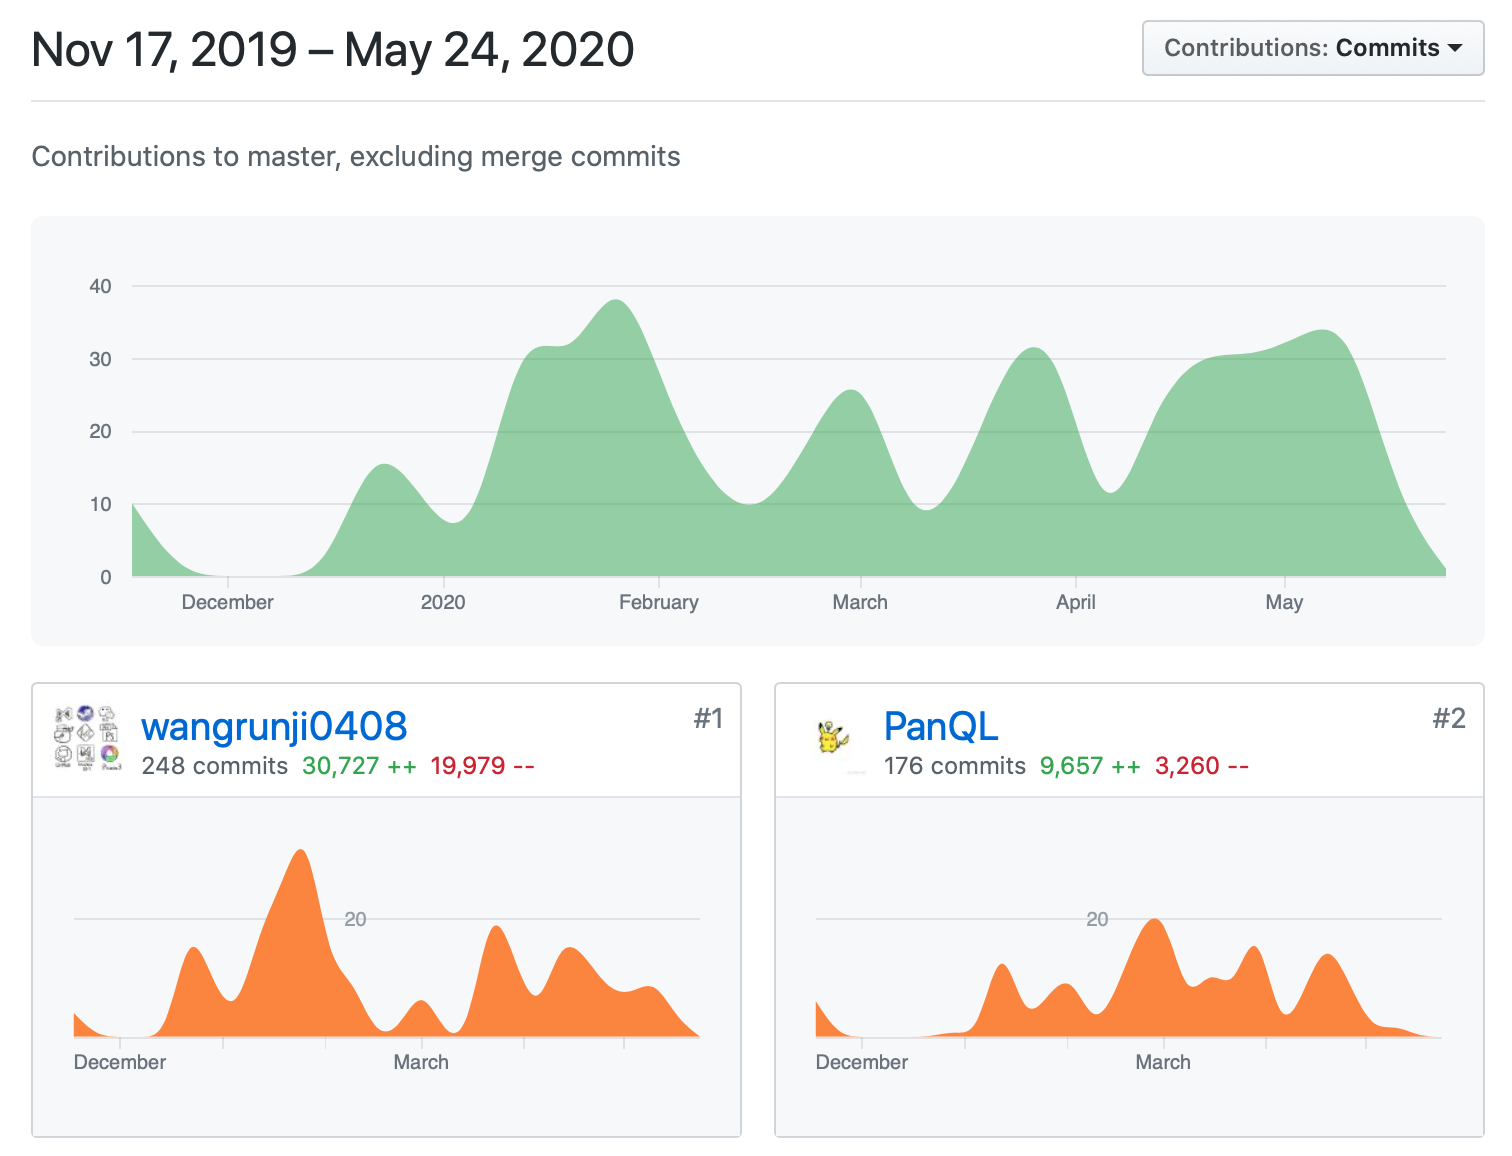 Nov 17, 2019 – May 24, 2020
Contributions: Commits
Contributions to master, excluding merge commits
40
30
20
10
0
December
2020
February
March
April
May
wangrunji0408
#1
248 commits 30,727 ++ 19,979 --
20
December
March
PanQL
#2
176 commits 9,657 ++ 3,260 --
20
December
March